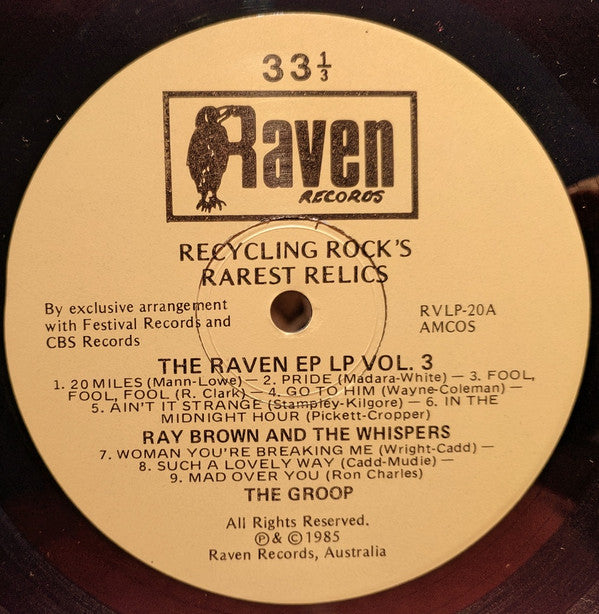 33⅓
Raven
RECORDS
RECYCLING ROCK'S
RAREST RELICS
By exclusive arrangement
with Festival Records and
CBS Records
RVLP-20A
AMCOS
THE RAVEN EP LP VOL. 3
1. 20 MILES (Mann-Lowe) — 2. PRIDE (Madara-White) — 3. FOOL,
FOOL, FOOL (R. Clark) — 4. GO TO HIM (Wayne-Coleman) —
5. AIN'T IT STRANGE (Stampley-Kilgore) — 6. IN THE
MIDNIGHT HOUR (Pickett-Cropper)
RAY BROWN AND THE WHISPERS
7. WOMAN YOU'RE BREAKING ME (Wright-Cadd) —
8. SUCH A LOVELY WAY (Cadd-Mudie) —
9. MAD OVER YOU (Ron Charles)
THE GROOP
All Rights Reserved.
℗ & © 1985
Raven Records, Australia